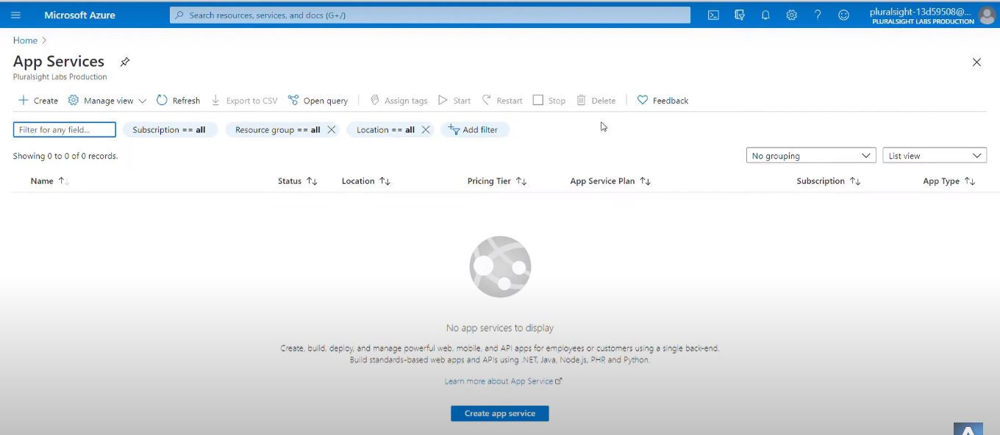 Microsoft Azure
Search resources, services, and docs (G+/)
pluralsight-13d59508@...
PLURALSIGHT LABS PRODUCTION
Home
App Services
Pluralsight Labs Production
Create Manage view Refresh Export to CSV Open query Assign tags Start Restart Stop Delete Feedback
Filter for any field... Subscription == all Resource group == all Location == all Add filter
Showing 0 to 0 of 0 records. No grouping List view
Name Status Location Pricing Tier App Service Plan Subscription App Type
No app services to display
Create, build, deploy, and manage powerful web, mobile, and API apps for employees or customers using a single back-end.
Build standards-based web apps and APIs using .NET, Java, Node.js, PHP, and Python.
Learn more about App Service
Create app service